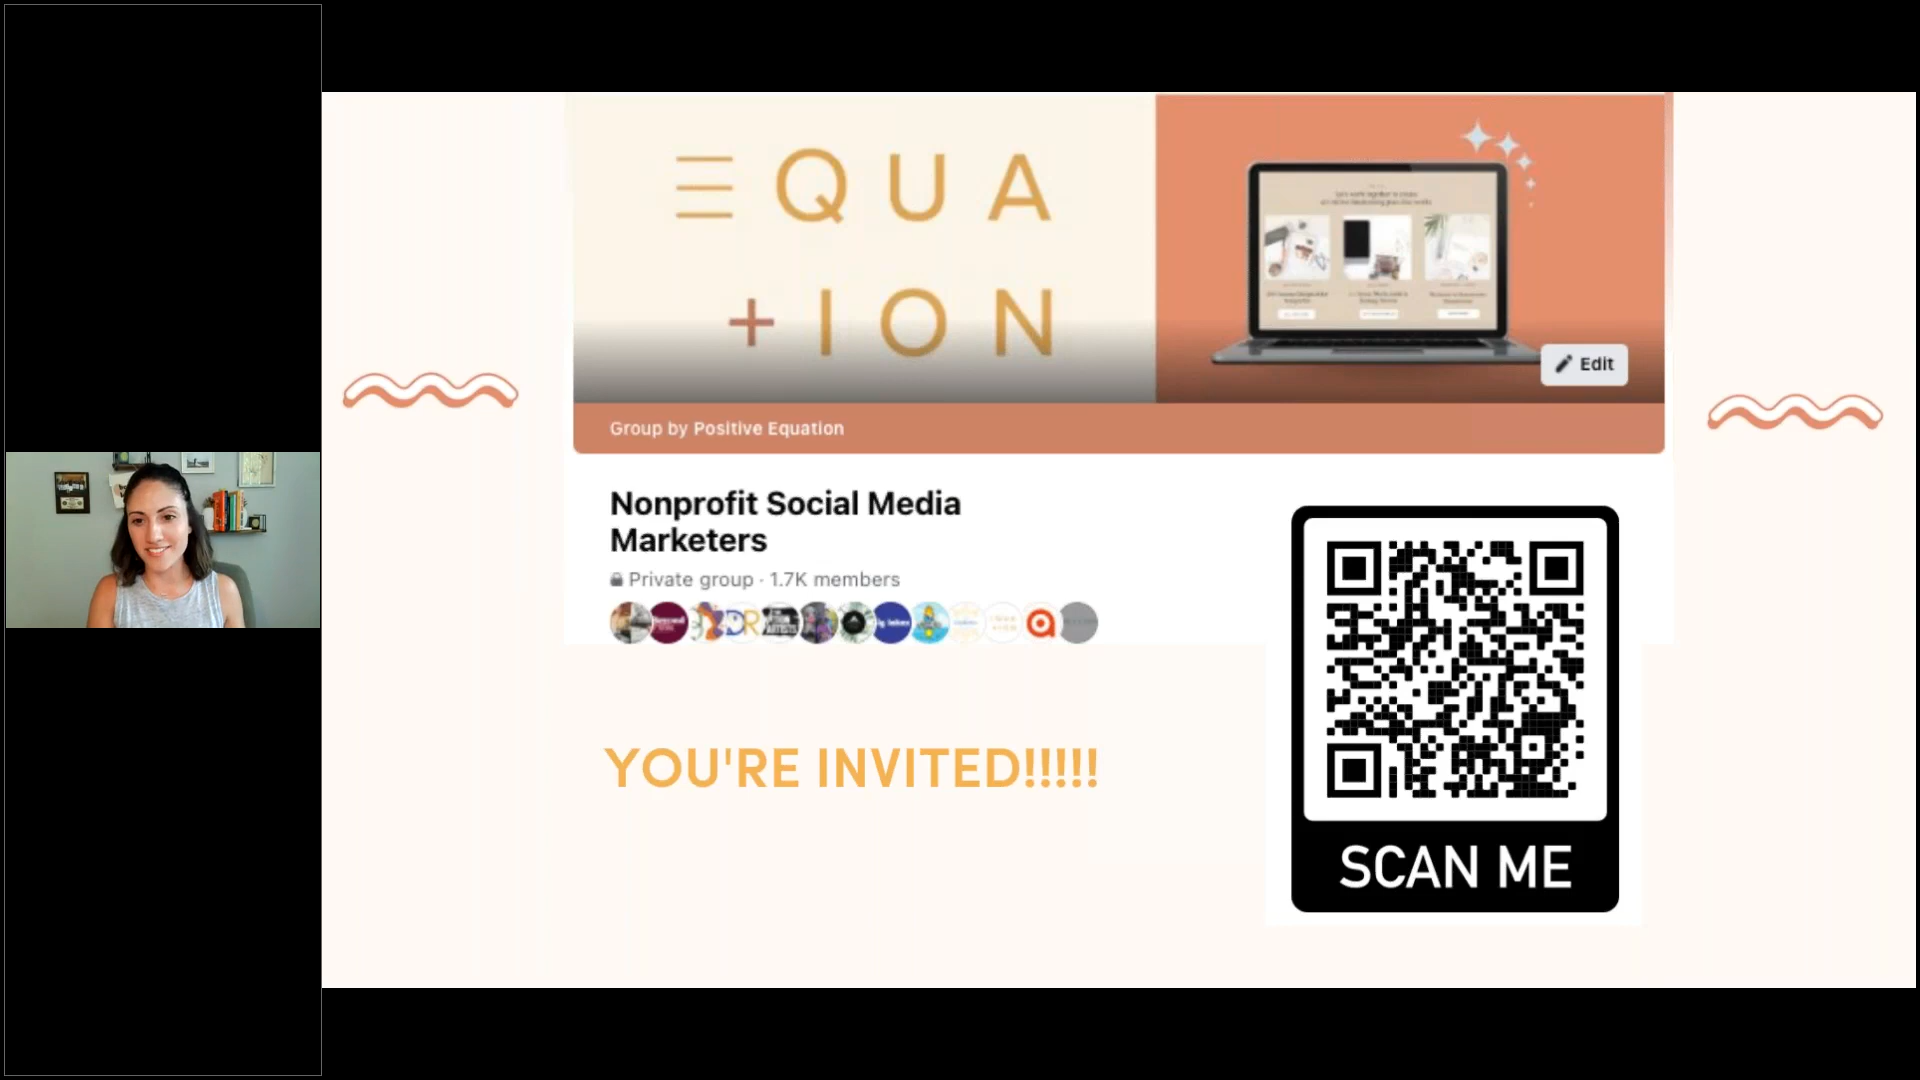 EQUA
+ION
Edit
Group by Positive Equation
Nonprofit Social Media
Marketers
Private group · 1.7K members
YOU'RE INVITED!!!!!
SCAN ME